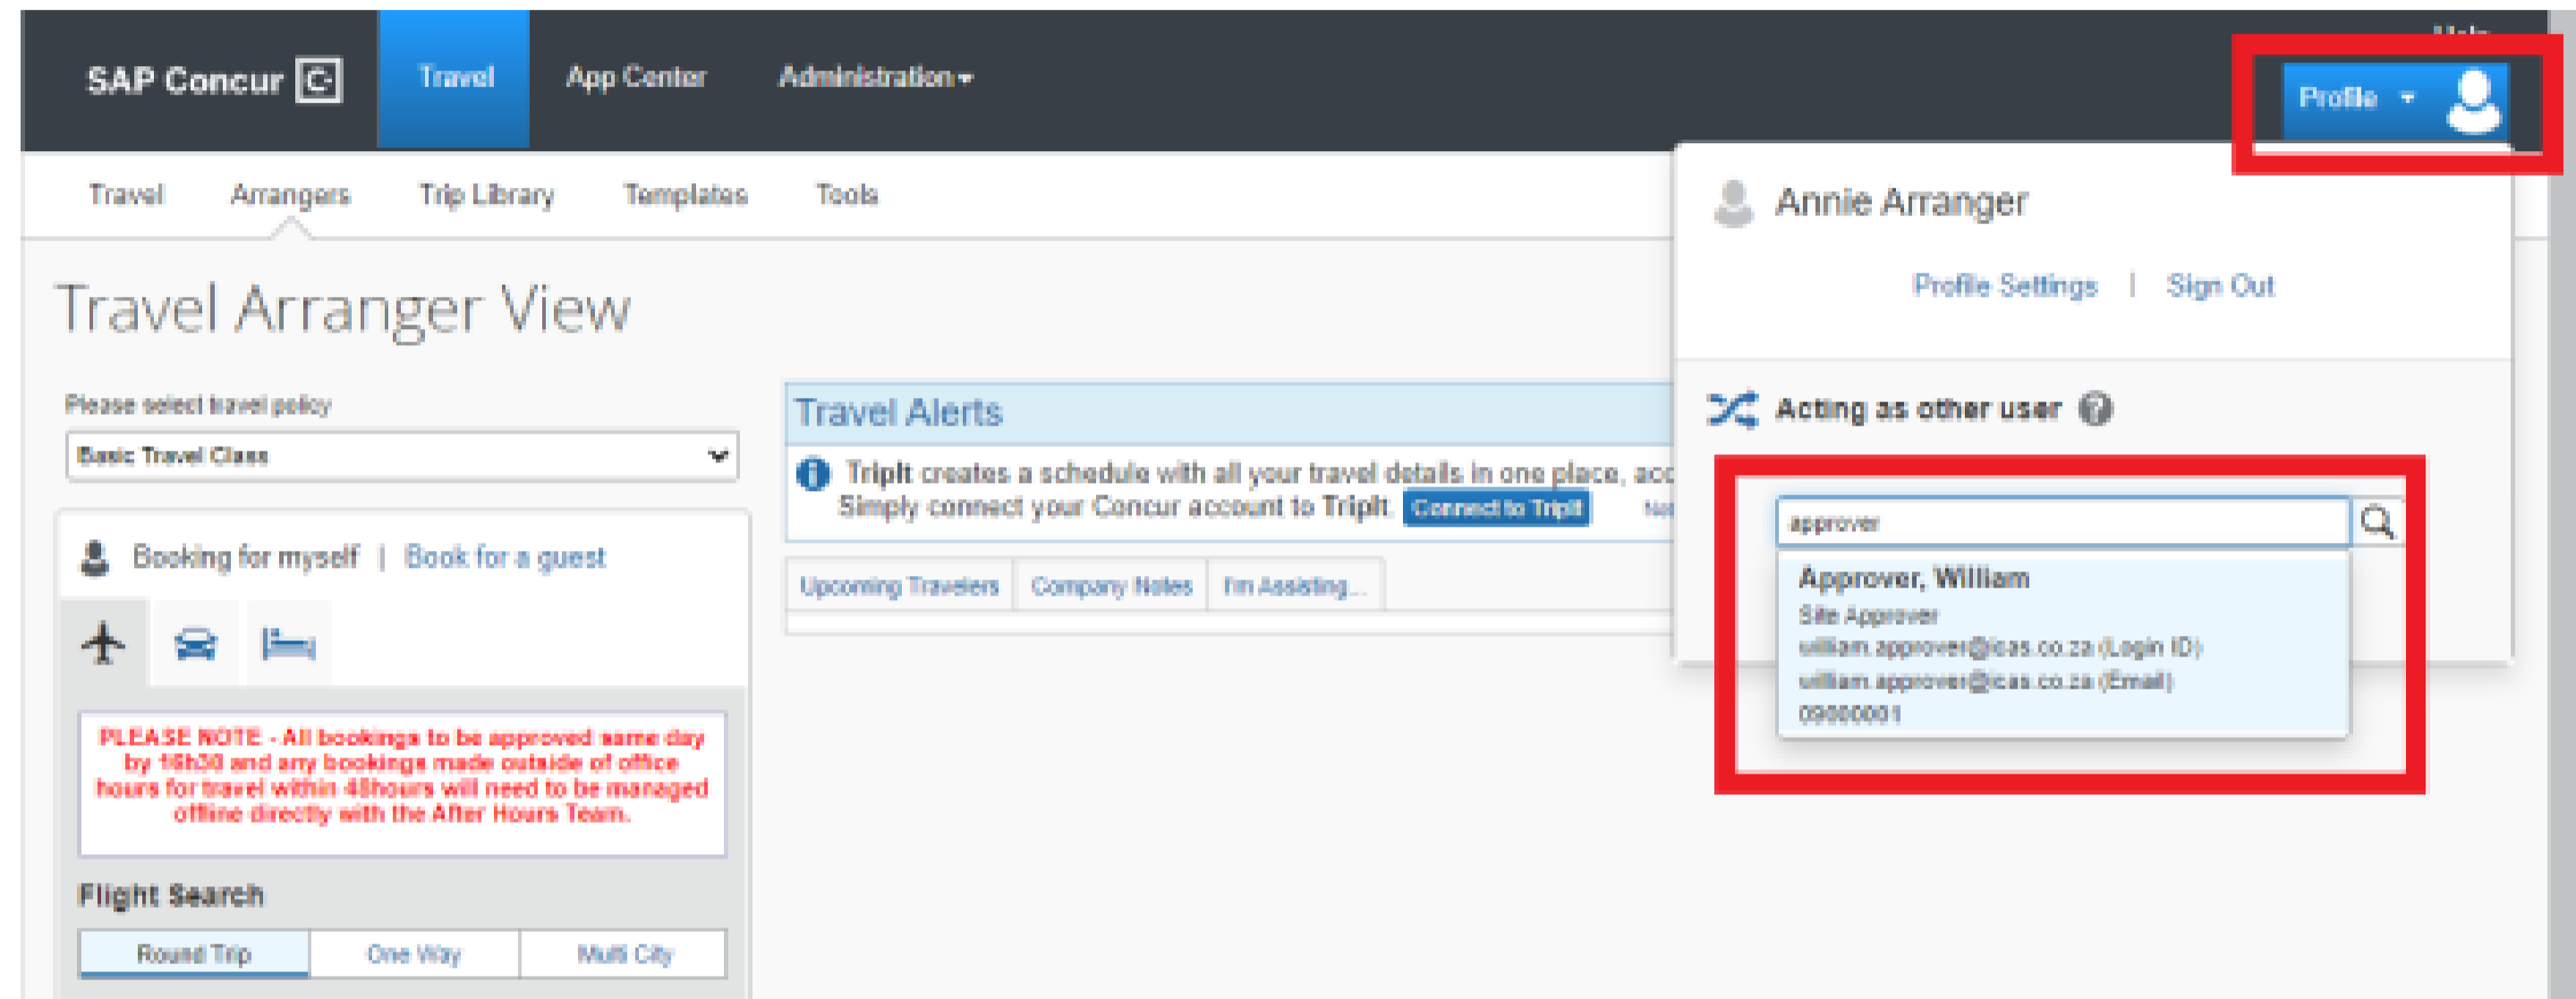 Help
SAP Concur C
Travel
App Center
Administration
Profile
Travel
Arrangers
Trip Library
Templates
Tools
Annie Arranger
Profile Settings | Sign Out
Travel Arranger View
Please select travel policy
Basic Travel Class
Travel Alerts
TripIt creates a schedule with all your travel details in one place, acc
Simply connect your Concur account to TripIt. Connect to TripIt
Acting as other user ?
approver
Approver, William
Site Approver
william.approver@icas.co.za (Login ID)
william.approver@icas.co.za (Email)
09000001
Booking for myself | Book for a guest
Upcoming Travelers
Company Notes
I'm Assisting...
PLEASE NOTE - All bookings to be approved same day
by 16h30 and any bookings made outside of office
hours for travel within 48hours will need to be managed
offline directly with the After Hours Team.
Flight Search
Round Trip
One Way
Multi City